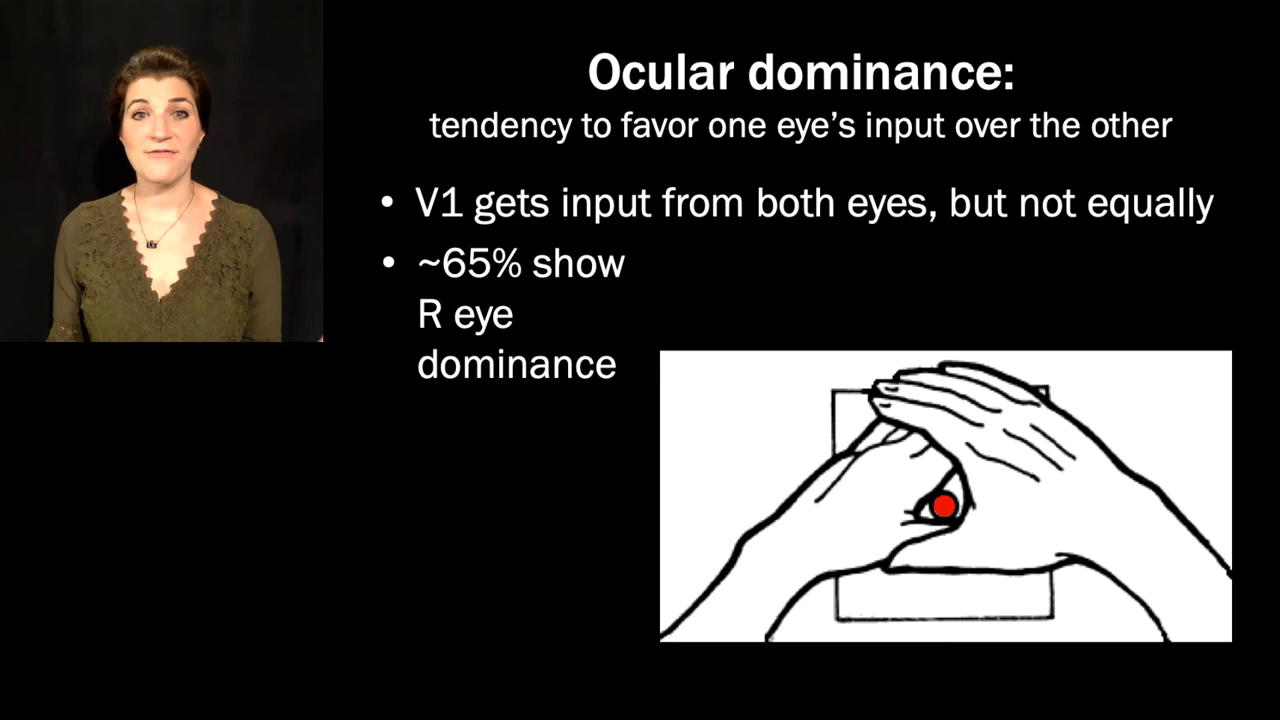 Ocular dominance:
tendency to favor one eye’s input over the other
• V1 gets input from both eyes, but not equally
• ~65% show
R eye
dominance